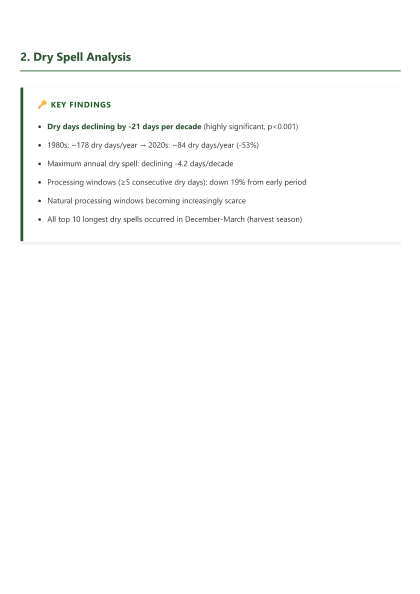 2. Dry Spell Analysis
🔑 KEY FINDINGS
• Dry days declining by -21 days per decade (highly significant, p<0.001)
• 1980s: ~178 dry days/year → 2020s: ~84 dry days/year (-53%)
• Maximum annual dry spell: declining -4.2 days/decade
• Processing windows (≥5 consecutive dry days): down 19% from early period
• Natural processing windows becoming increasingly scarce
• All top 10 longest dry spells occurred in December-March (harvest season)